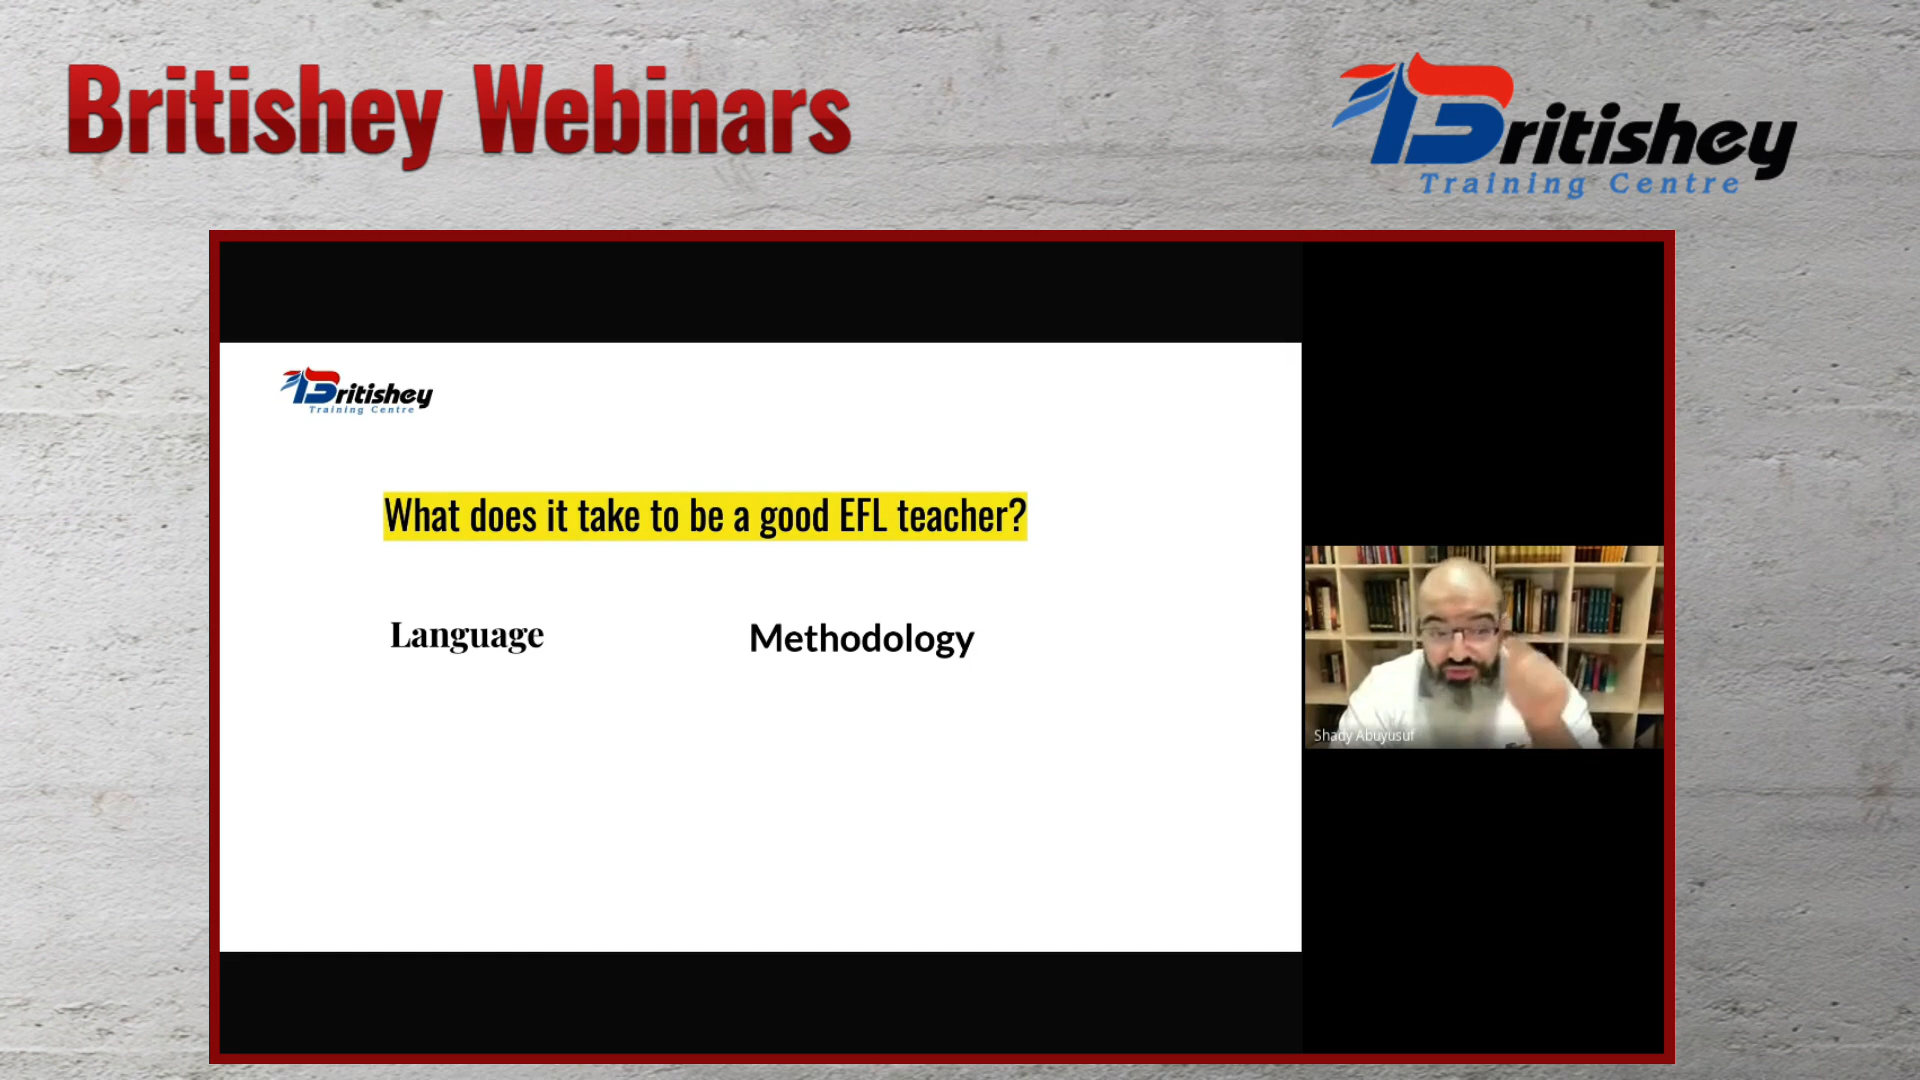 Britishey Webinars
Britishey
Training Centre
Britishey
Training Centre
What does it take to be a good EFL teacher?
Language
Methodology
Shady Abuyusuf